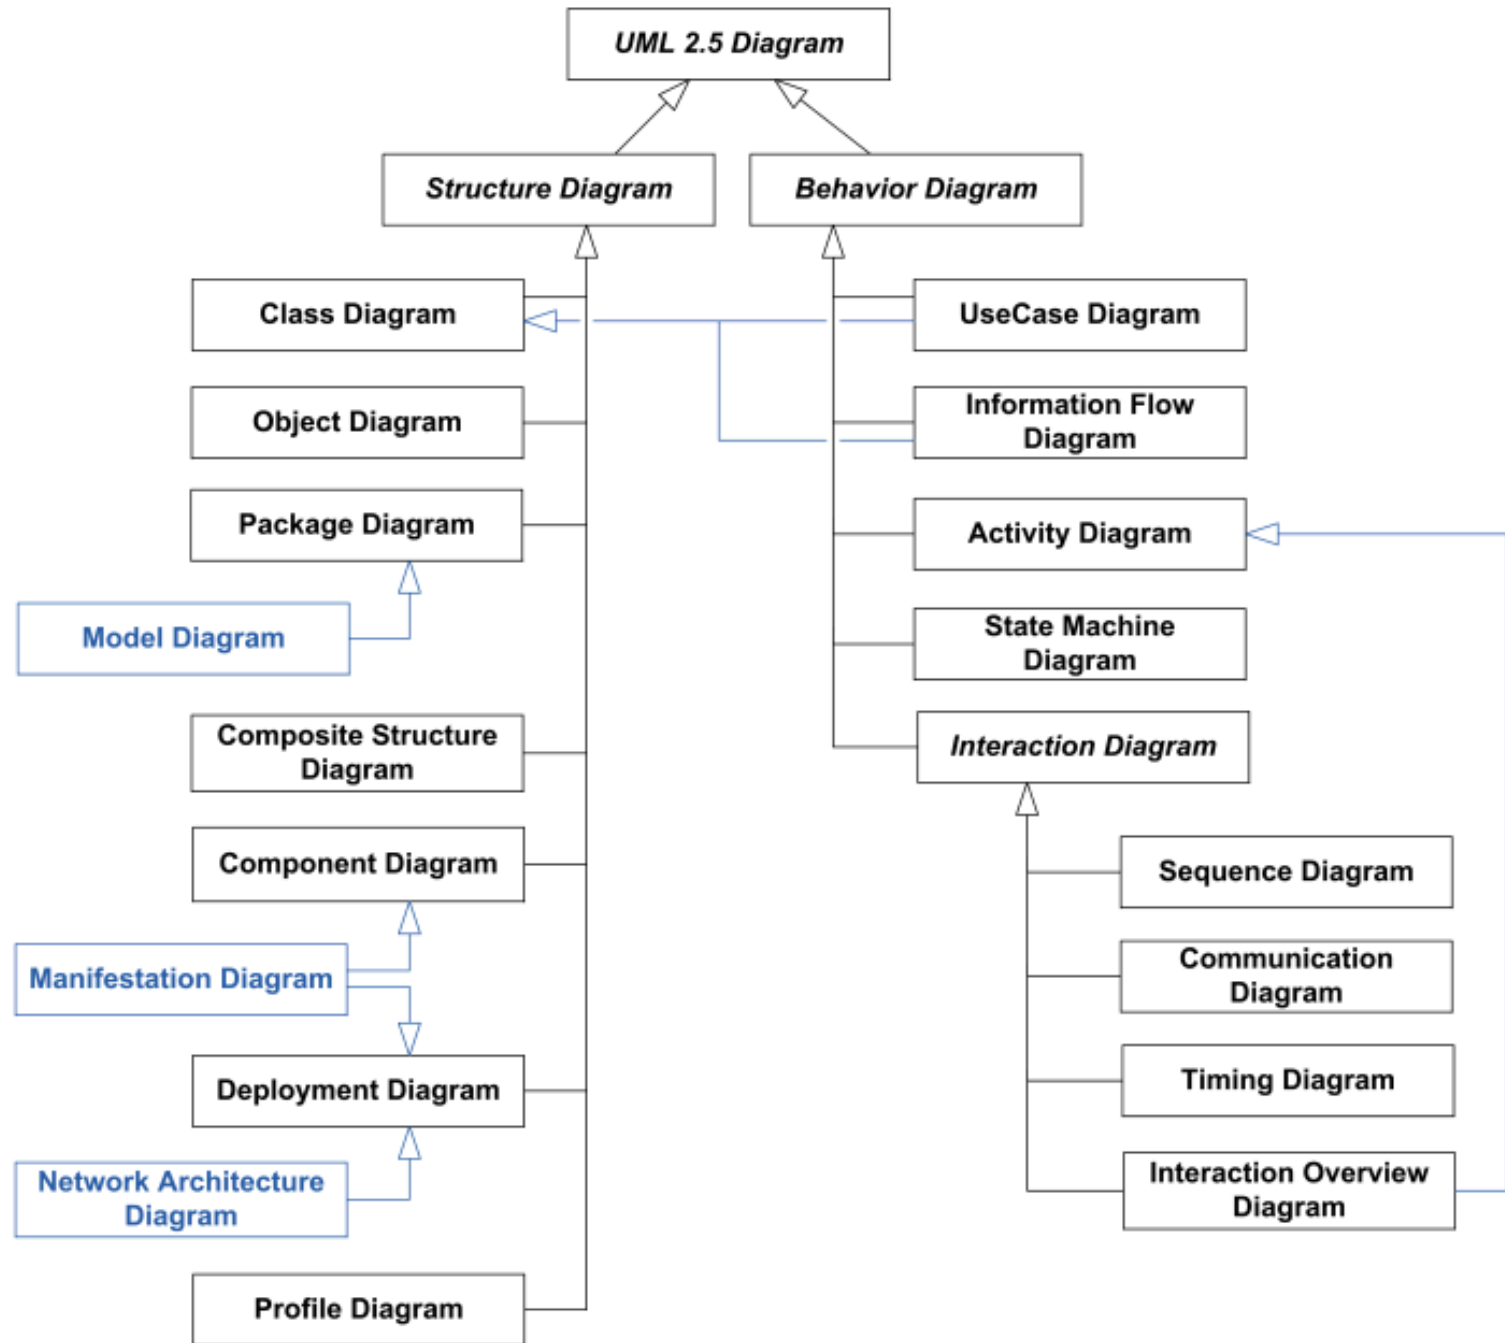 UML 2.5 Diagram
Structure Diagram
Behavior Diagram
Class Diagram
UseCase Diagram
Object Diagram
Information Flow
Diagram
Package Diagram
Activity Diagram
Model Diagram
State Machine
Diagram
Composite Structure
Diagram
Interaction Diagram
Component Diagram
Sequence Diagram
Manifestation Diagram
Communication
Diagram
Deployment Diagram
Timing Diagram
Network Architecture
Diagram
Interaction Overview
Diagram
Profile Diagram